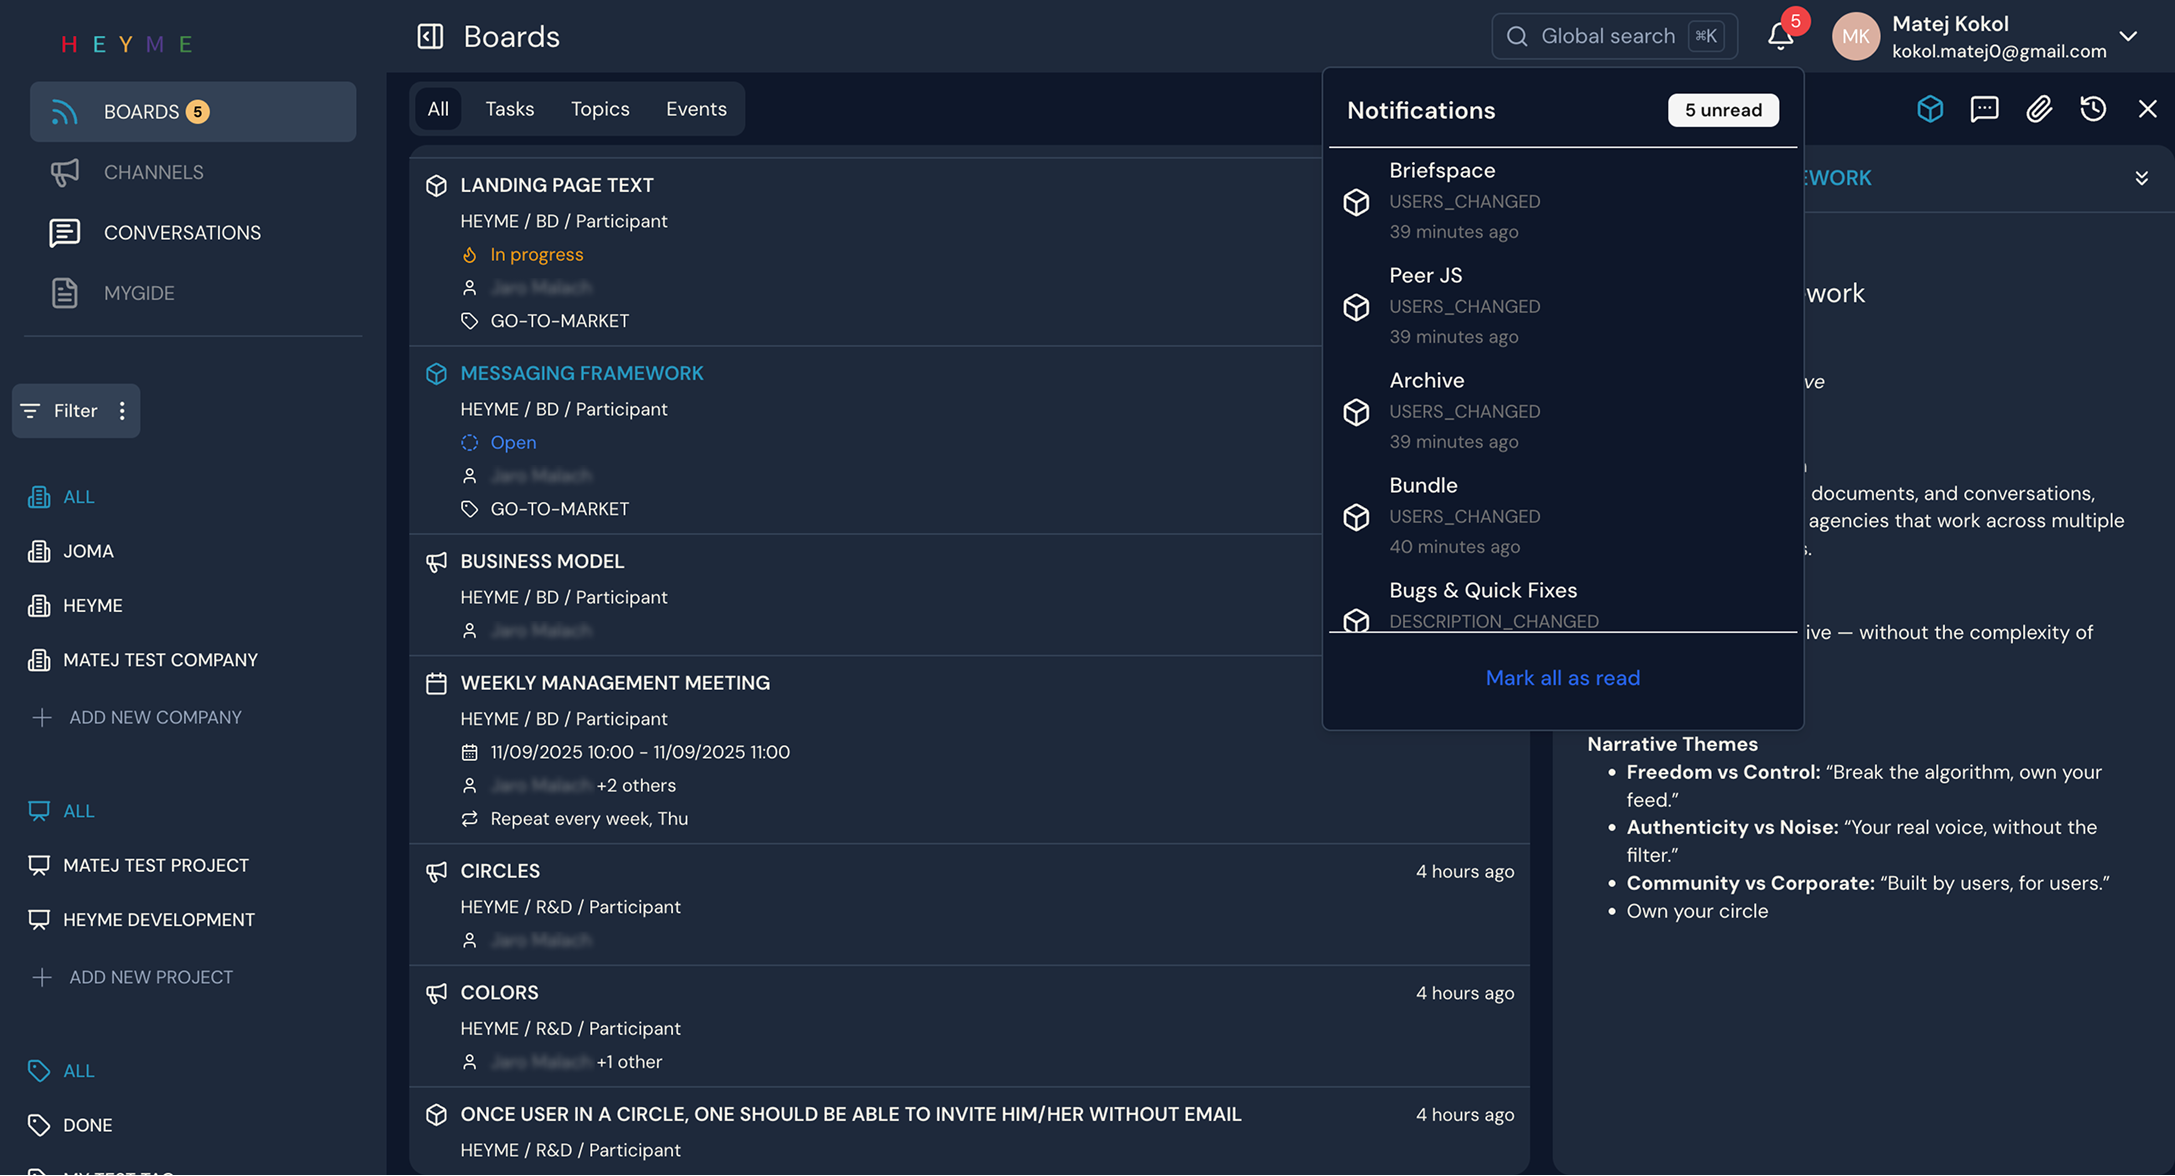 HEYME
BOARDS 5
CHANNELS
CONVERSATIONS
MYGIDE
Filter
ALL
JOMA
HEYME
MATEJ TEST COMPANY
ADD NEW COMPANY
ALL
MATEJ TEST PROJECT
HEYME DEVELOPMENT
ADD NEW PROJECT
ALL
DONE
MY TEST TAG
Boards
Global search ⌘K
5
MK
Matej Kokol
kokol.matej0@gmail.com
All Tasks Topics Events
LANDING PAGE TEXT
HEYME / BD / Participant
In progress
GO-TO-MARKET
MESSAGING FRAMEWORK
HEYME / BD / Participant
Open
GO-TO-MARKET
BUSINESS MODEL
HEYME / BD / Participant
WEEKLY MANAGEMENT MEETING
HEYME / BD / Participant
11/09/2025 10:00 - 11/09/2025 11:00
+2 others
Repeat every week, Thu
CIRCLES 4 hours ago
HEYME / R&D / Participant
COLORS 4 hours ago
HEYME / R&D / Participant
+1 other
ONCE USER IN A CIRCLE, ONE SHOULD BE ABLE TO INVITE HIM/HER WITHOUT EMAIL 4 hours ago
HEYME / R&D / Participant
Notifications 5 unread
Briefspace
USERS_CHANGED
39 minutes ago
Peer JS
USERS_CHANGED
39 minutes ago
Archive
USERS_CHANGED
39 minutes ago
Bundle
USERS_CHANGED
40 minutes ago
Bugs & Quick Fixes
DESCRIPTION_CHANGED
Mark all as read
EWORK
work
ve
documents, and conversations,
agencies that work across multiple
s.
ive — without the complexity of
Narrative Themes
• Freedom vs Control: “Break the algorithm, own your
feed.”
• Authenticity vs Noise: “Your real voice, without the
filter.”
• Community vs Corporate: “Built by users, for users.”
• Own your circle